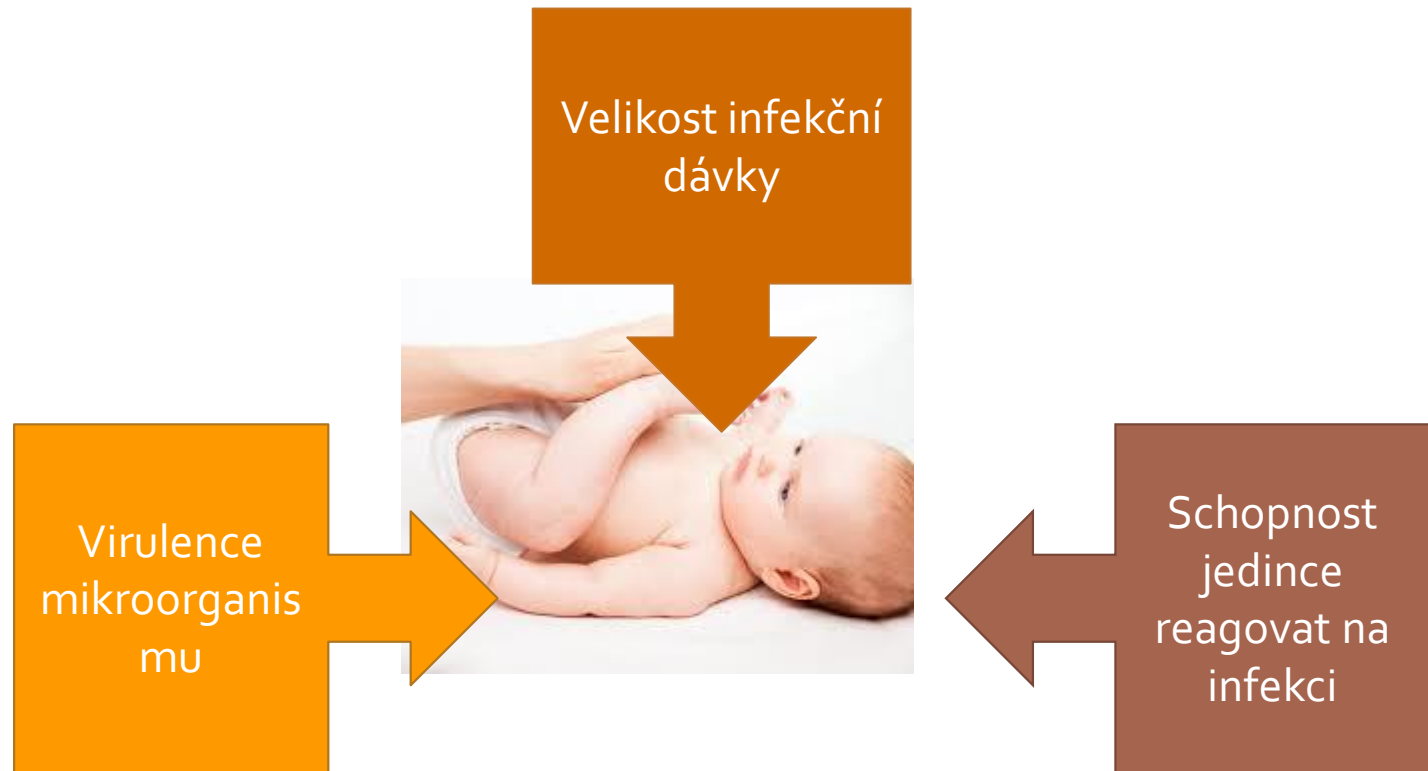 Velikost infekční
dávky
Virulence
mikroorganis
mu
Schopnost
jedince
reagovat na
infekci